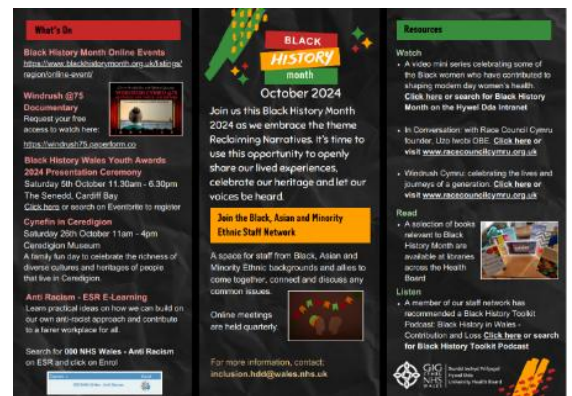 What's On
Black History Month Online Events
https://www.blackhistorymonth.org.uk/listings/
region/online-event/
Windrush @75
Documentary
Request your free
access to watch here:
https://windrush75.paperform.co
Black History Wales Youth Awards
2024 Presentation Ceremony
Saturday 5th October 11.30am - 6.30pm
The Senedd, Cardiff Bay
Click here or search on Eventbrite to register
Cynefin in Ceredigion
Saturday 26th October 11am - 4pm
Ceredigion Museum
A family fun day to celebrate the richness of
diverse cultures and heritages of people
that live in Ceredigion.
Anti Racism - ESR E-Learning
Learn practical ideas on how we can build on
our own anti-racist approach and contribute
to a fairer workplace for all.
Search for 000 NHS Wales - Anti Racism
on ESR and click on Enrol
BLACK
HISTORY
month
October 2024
Join us this Black History Month
2024 as we embrace the theme
Reclaiming Narratives. It's time to
use this opportunity to openly
share our lived experiences,
celebrate our heritage and let our
voices be heard.
Join the Black, Asian and Minority
Ethnic Staff Network
A space for staff from Black, Asian and
Minority Ethnic backgrounds and allies to
come together, connect and discuss any
common issues.
Online meetings
are held quarterly.
For more information, contact:
inclusion.hdd@wales.nhs.uk
Resources
Watch
• A video mini series celebrating some of
the Black women who have contributed to
shaping modern day women's health.
Click here or search for Black History
Month on the Hywel Dda Intranet
• In Conversation: with Race Council Cymru
founder, Uzo Iwobi OBE. Click here or
visit www.racecouncilcymru.org.uk
• Windrush Cymru: celebrating the lives and
journeys of a generation. Click here or
visit www.racecouncilcymru.org.uk
Read
• A selection of books
relevant to Black
History Month are
available at libraries
across the Health
Board
Listen
• A member of our staff network has
recommended a Black History Toolkit
Podcast: Black History in Wales -
Contribution and Loss Click here or search
for Black History Toolkit Podcast
GIG
CYMRU
NHS
WALES
Bwrdd Iechyd Prifysgol
Hywel Dda
University Health Board